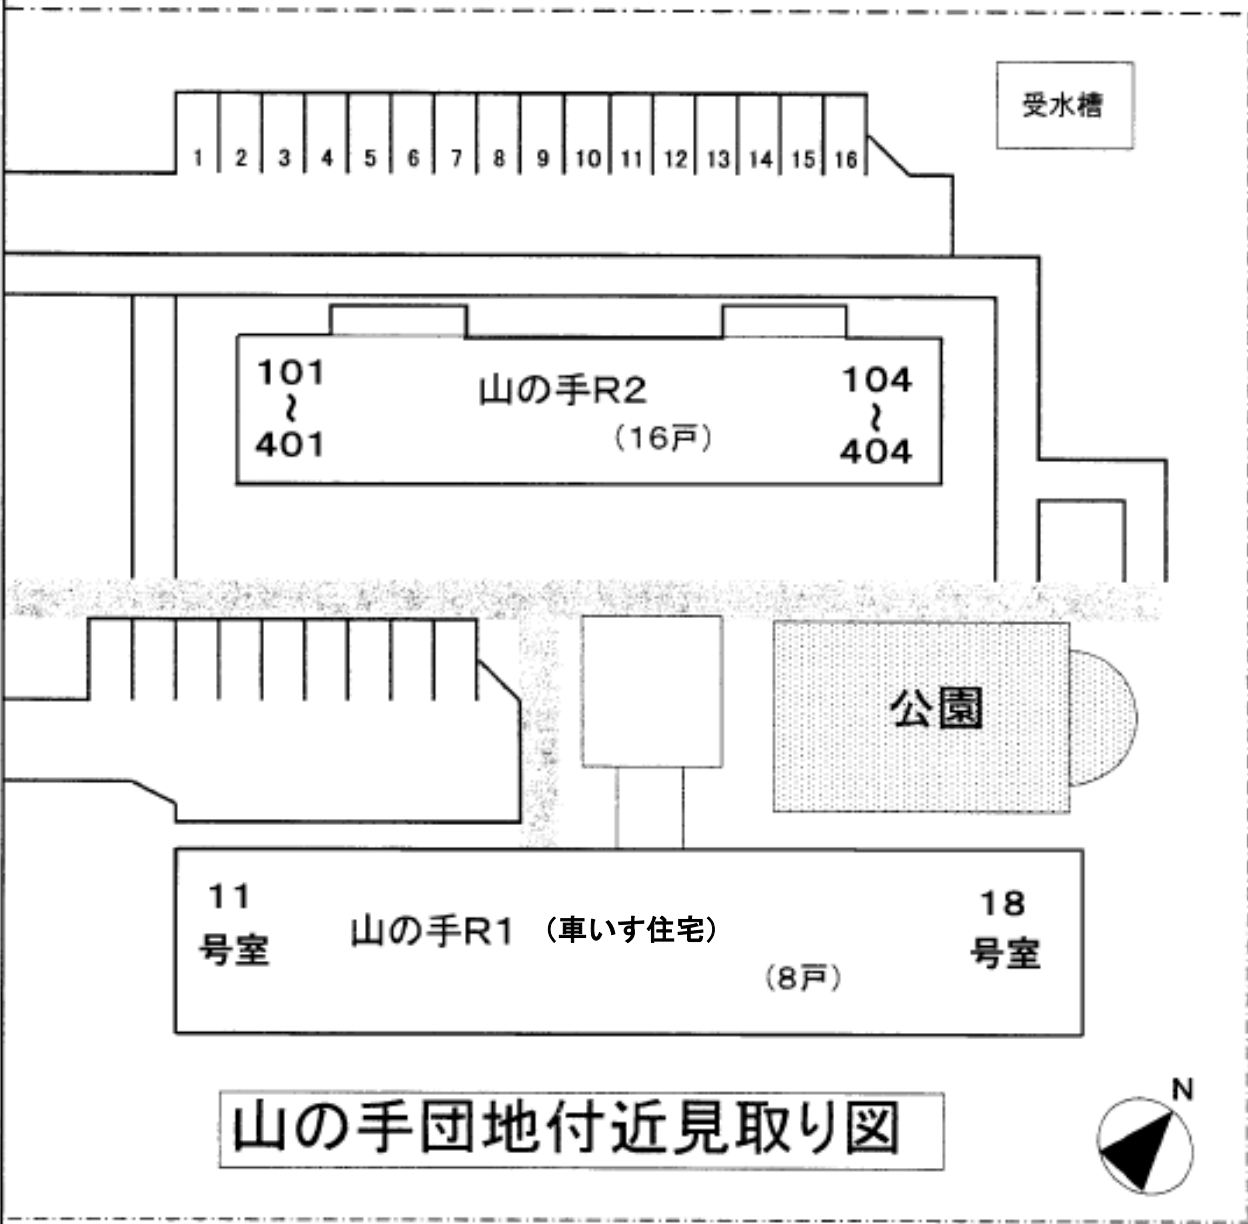 受水槽
1 2 3 4 5 6 7 8 9 10 11 12 13 14 15 16
101
~
401
山の手R2
(16戸)
104
~
404
公園
11
号室
山の手R1 (車いす住宅)
(8戸)
18
号室
山の手団地付近見取り図
N